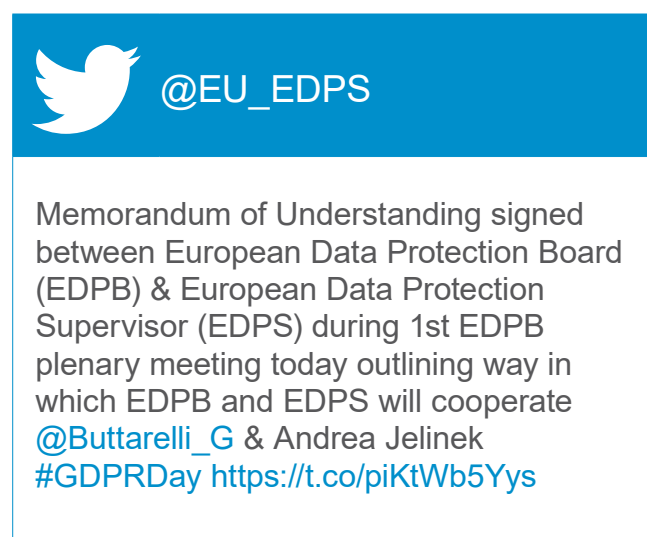 @EU_EDPS
Memorandum of Understanding signed
between European Data Protection Board
(EDPB) & European Data Protection
Supervisor (EDPS) during 1st EDPB
plenary meeting today outlining way in
which EDPB and EDPS will cooperate
@Buttarelli_G & Andrea Jelinek
#GDPRDay https://t.co/piKtWb5Yys